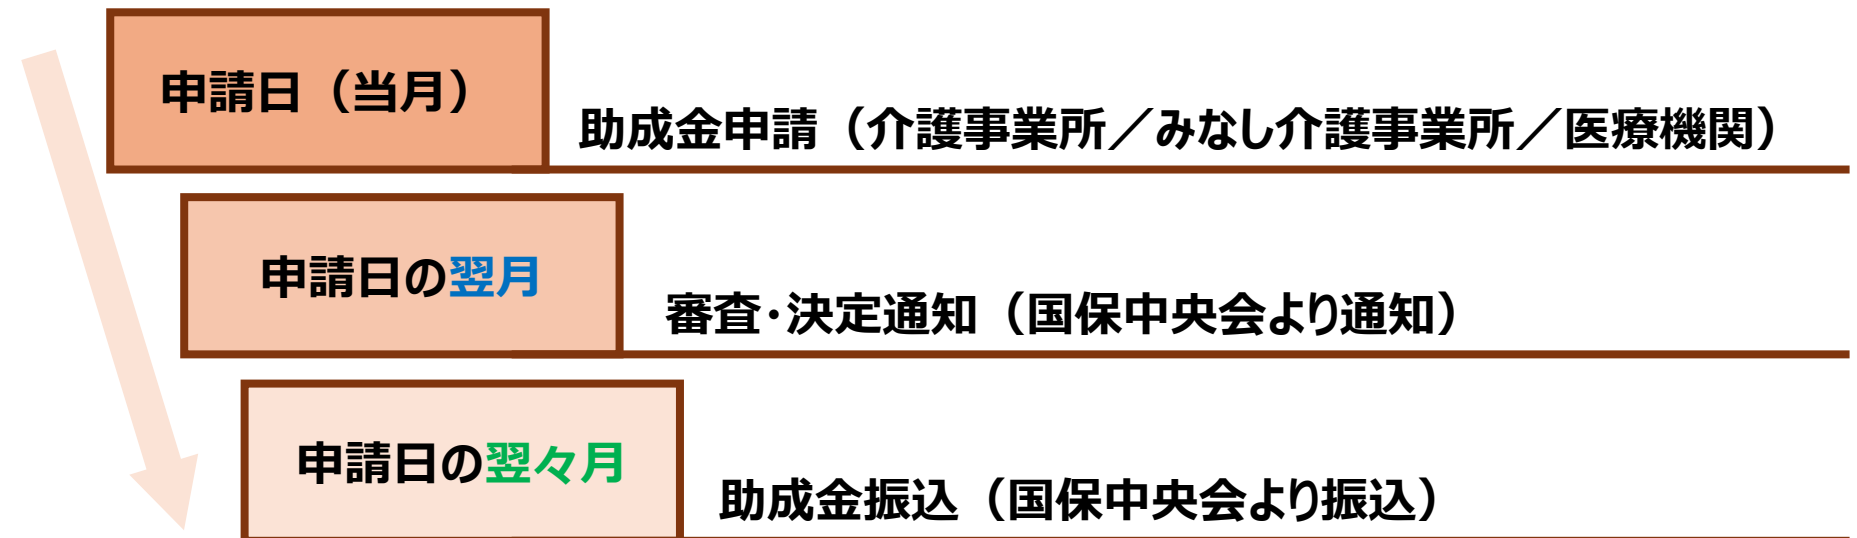 申請日（当月）
助成金申請（介護事業所／みなし介護事業所／医療機関）
申請日の翌月
審査・決定通知（国保中央会より通知）
申請日の翌々月
助成金振込（国保中央会より振込）